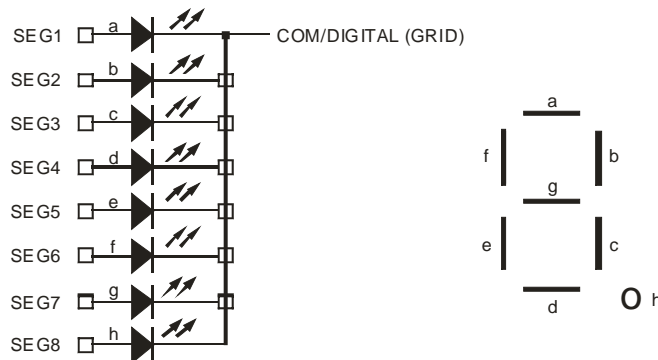 SEG1 a COM/DIGITAL (GRID)
SEG2 b
SEG3 c
SEG4 d
SEG5 e
SEG6 f
SEG7 g
SEG8 h
a
f b
g
e c
d
h